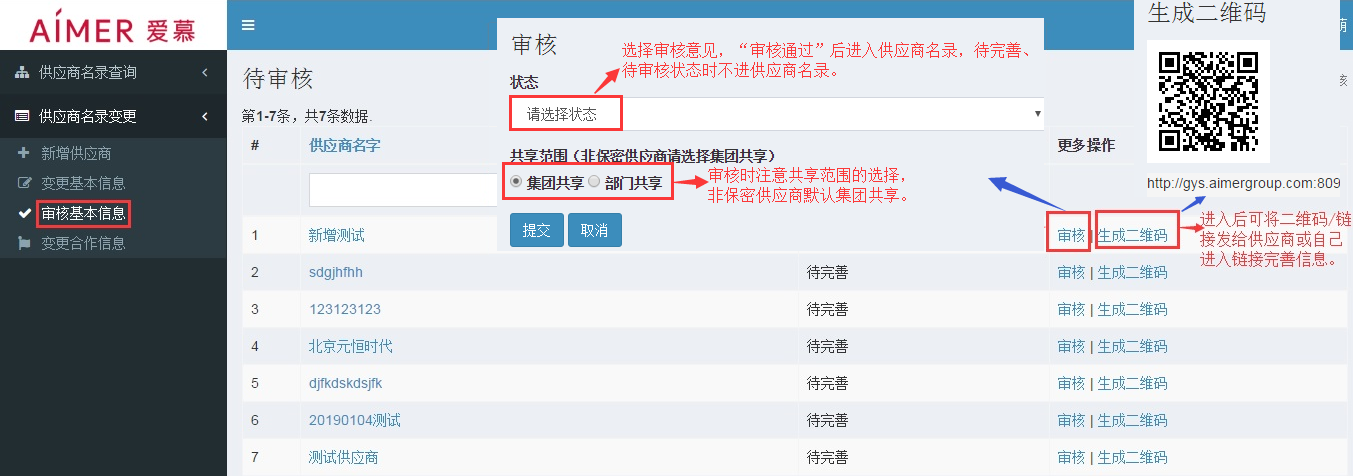 AIMER 爱慕
供应商名录查询
供应商名录变更
新增供应商
变更基本信息
审核基本信息
变更合作信息
待审核
第1-7条，共7条数据.
# 供应商名字 更多操作
审核
状态
请选择状态
选择审核意见，“审核通过”后进入供应商名录，待完善、
待审核状态时不进供应商名录。
共享范围（非保密供应商请选择集团共享）
集团共享 部门共享
审核时注意共享范围的选择，
非保密供应商默认集团共享。
提交 取消
生成二维码
http://gys.aimergroup.com:809
进入后可将二维码/链
接发给供应商或自己
进入链接完善信息。
1 新增测试 审核 | 生成二维码
2 sdgjhfhh 待完善 审核 | 生成二维码
3 123123123 待完善 审核 | 生成二维码
4 北京元恒时代 待完善 审核 | 生成二维码
5 djfkdskdsjfk 待完善 审核 | 生成二维码
6 20190104测试 待完善 审核 | 生成二维码
7 测试供应商 待完善 审核 | 生成二维码